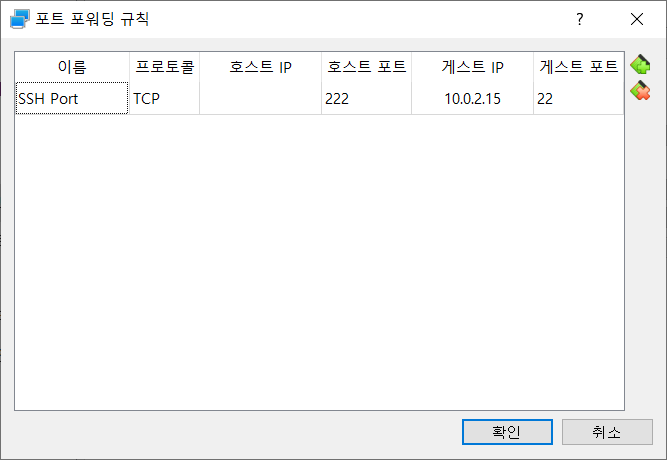 포트 포워딩 규칙 ?
이름 프로토콜 호스트 IP 호스트 포트 게스트 IP 게스트 포트
SSH Port TCP 222 10.0.2.15 22
확인 취소